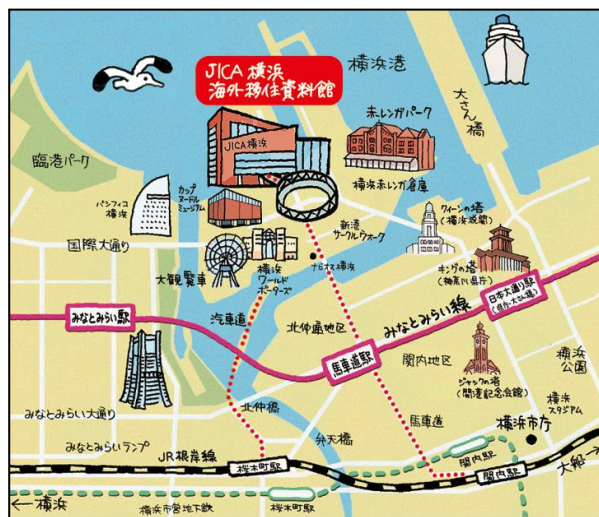 JICA 横浜
海外移住資料館
横浜港
大さん橋
赤レンガパーク
JICA横浜
臨港パーク
横浜赤レンガ倉庫
パシフィコ
横浜
カップ
ヌードル
ミュージアム
新港
サークルウォーク
クイーンの塔
(横浜税関)
国際大通り
大観覧車
横浜
ワールド
ポーターズ
ナビオス横浜
キングの塔
(神奈川県庁)
日本大通り駅
(県庁・大さん橋)
みなとみらい駅
汽車道
北仲通地区
みなとみらい線
馬車道駅
関内地区
ジャックの塔
(開港記念会館)
横浜
公園
横浜
スタジアム
みなとみらい大通り
北仲橋
馬車道
横浜市庁
みなとみらいランプ
弁天橋
JR根岸線
桜木町駅
関内駅
関内駅
大船
横浜
横浜市営地下鉄
桜木町駅